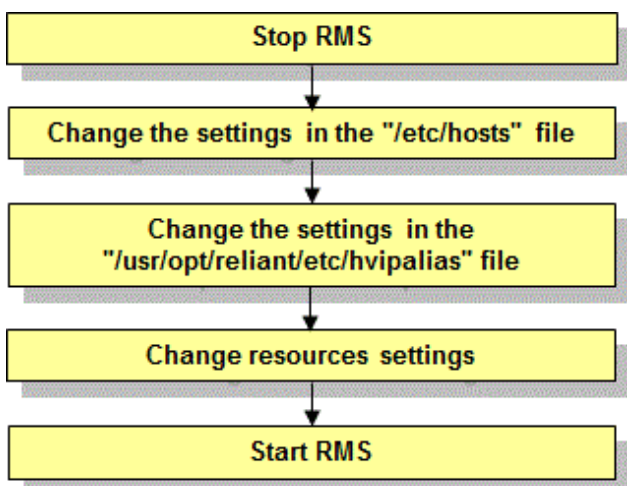 Stop RMS
Change the settings in the "/etc/hosts" file
Change the settings in the
"/usr/opt/reliant/etc/hvipalias" file
Change resources settings
Start RMS